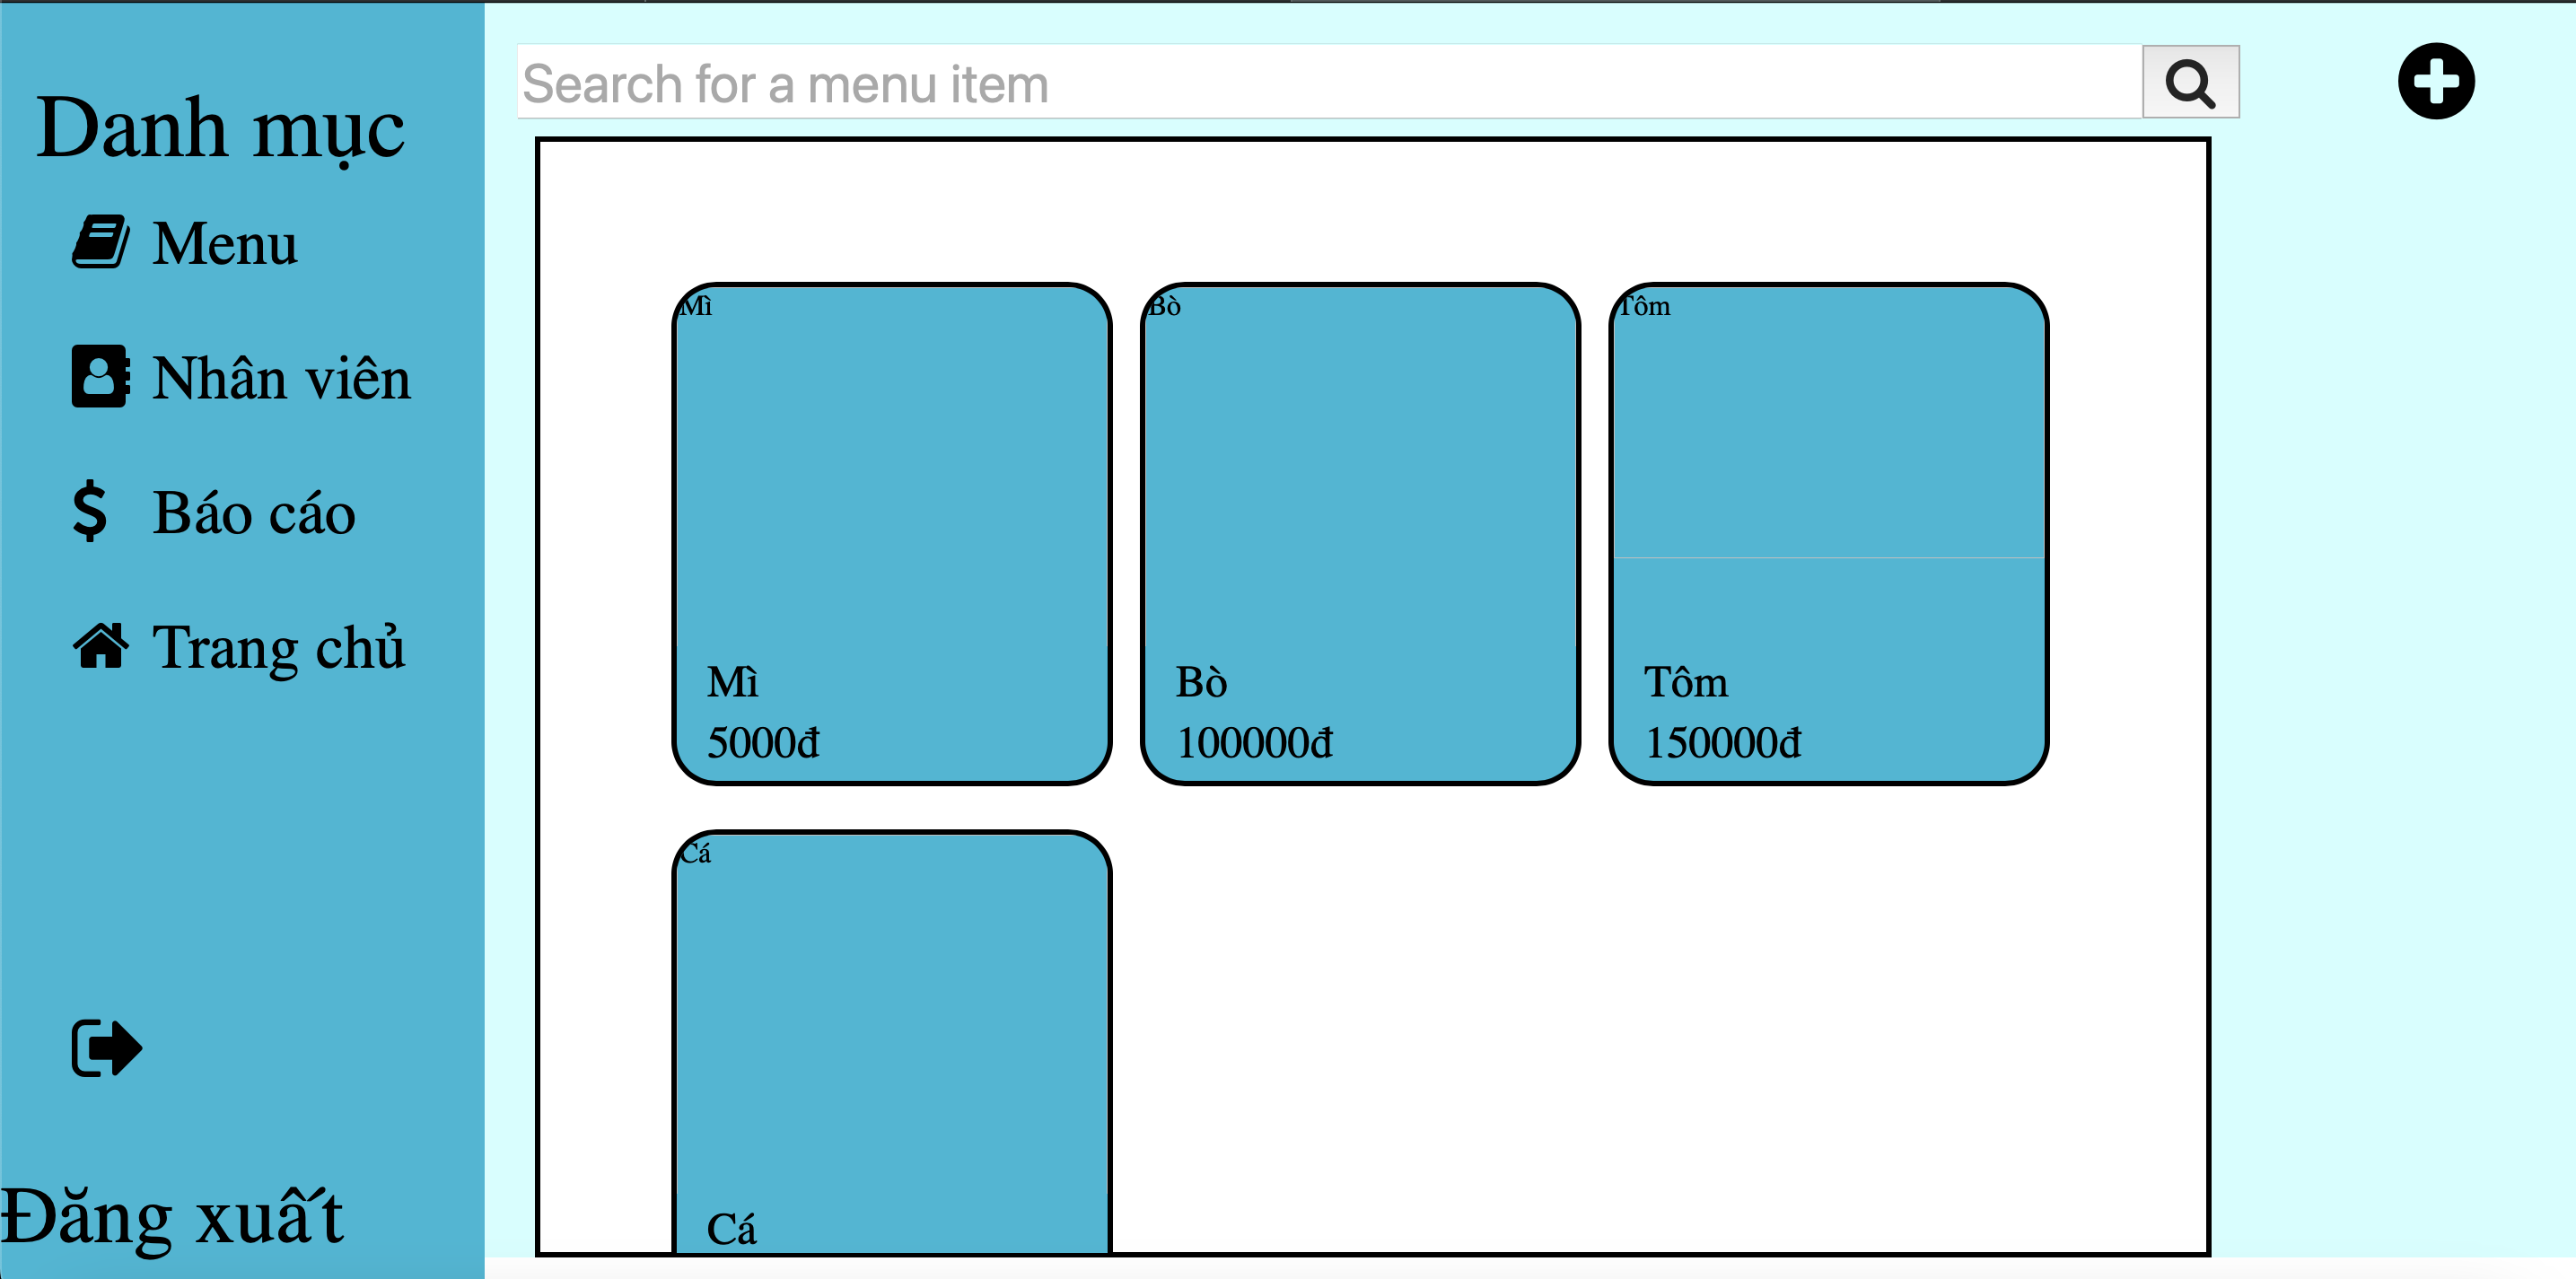 Danh mục
Menu
Nhân viên
Báo cáo
Trang chủ
Đăng xuất
Search for a menu item
Mì
Mì
5000đ
Bò
Bò
100000đ
Tôm
Tôm
150000đ
Cá
Cá